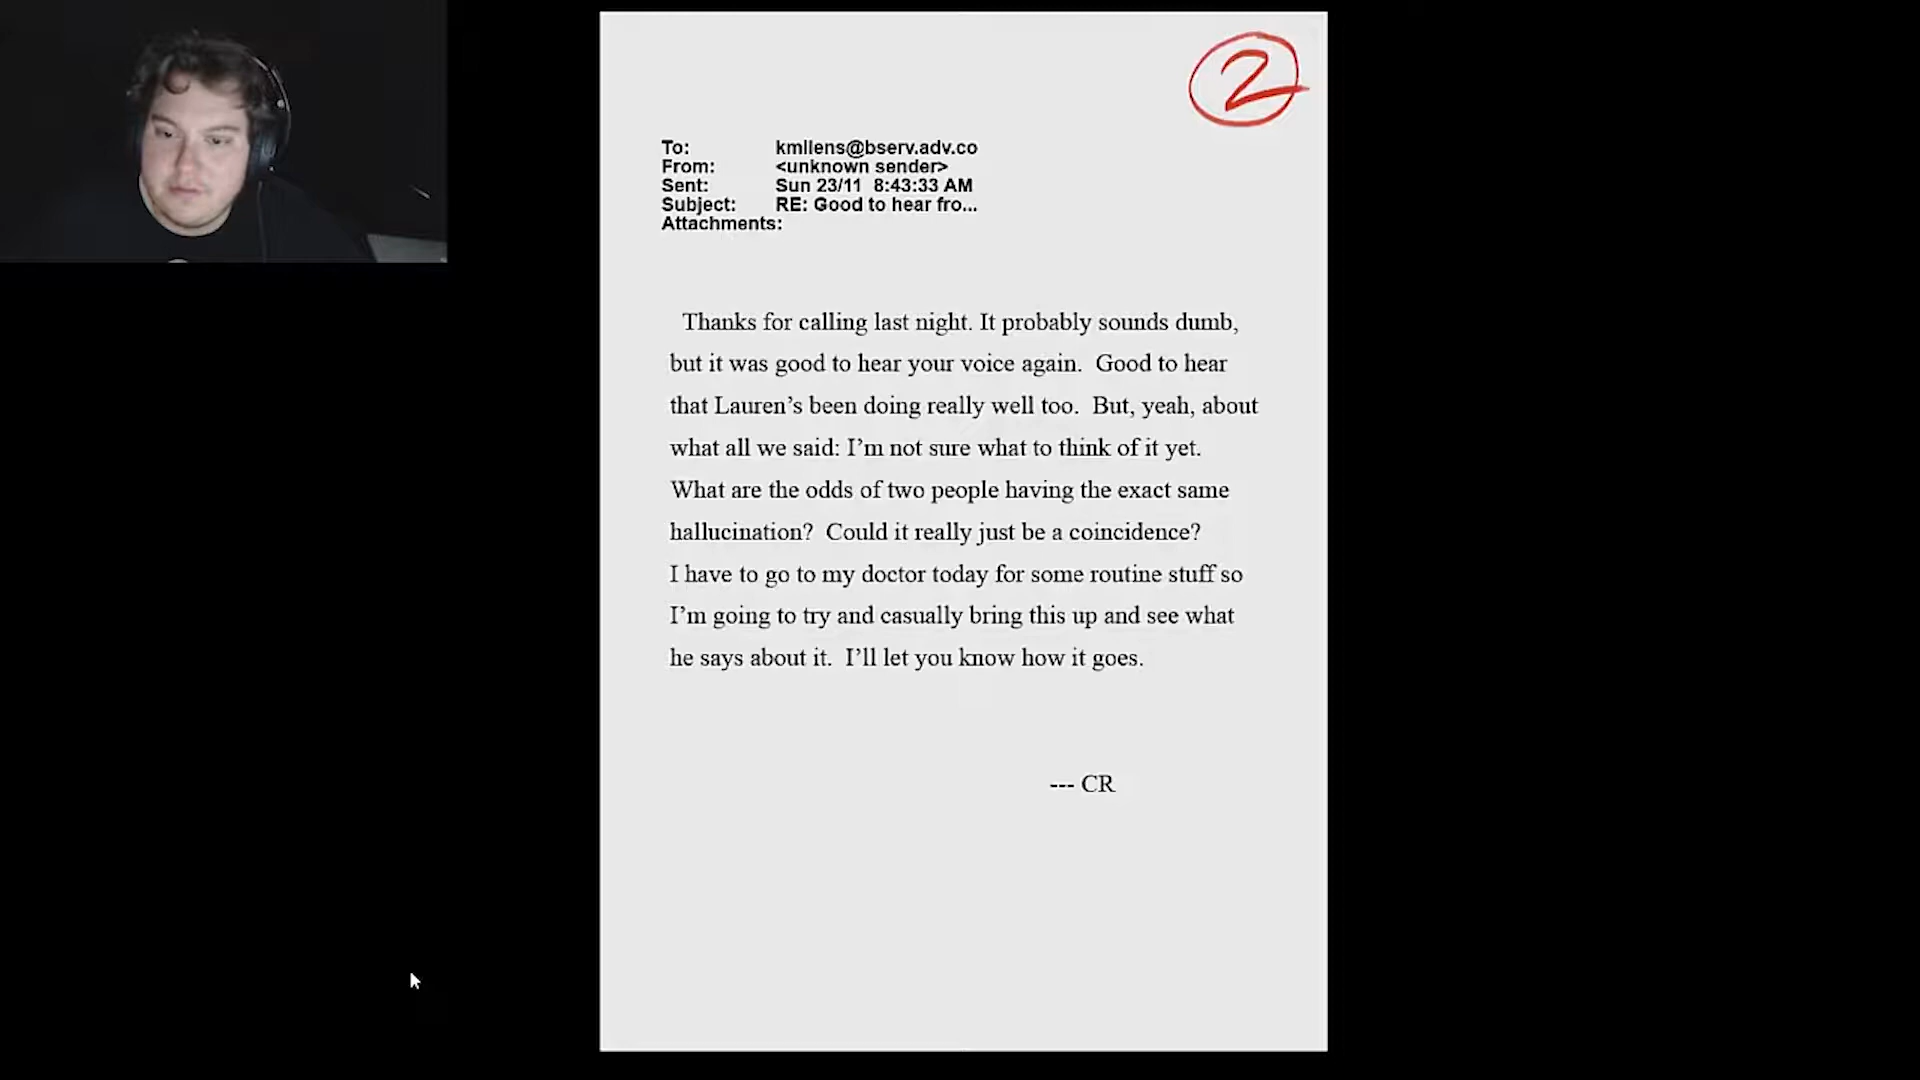 2
To: kmllens@bserv.adv.co
From: <unknown sender>
Sent: Sun 23/11 8:43:33 AM
Subject: RE: Good to hear fro...
Attachments:
Thanks for calling last night. It probably sounds dumb,
but it was good to hear your voice again. Good to hear
that Lauren’s been doing really well too. But, yeah, about
what all we said: I’m not sure what to think of it yet.
What are the odds of two people having the exact same
hallucination? Could it really just be a coincidence?
I have to go to my doctor today for some routine stuff so
I’m going to try and casually bring this up and see what
he says about it. I’ll let you know how it goes.
--- CR